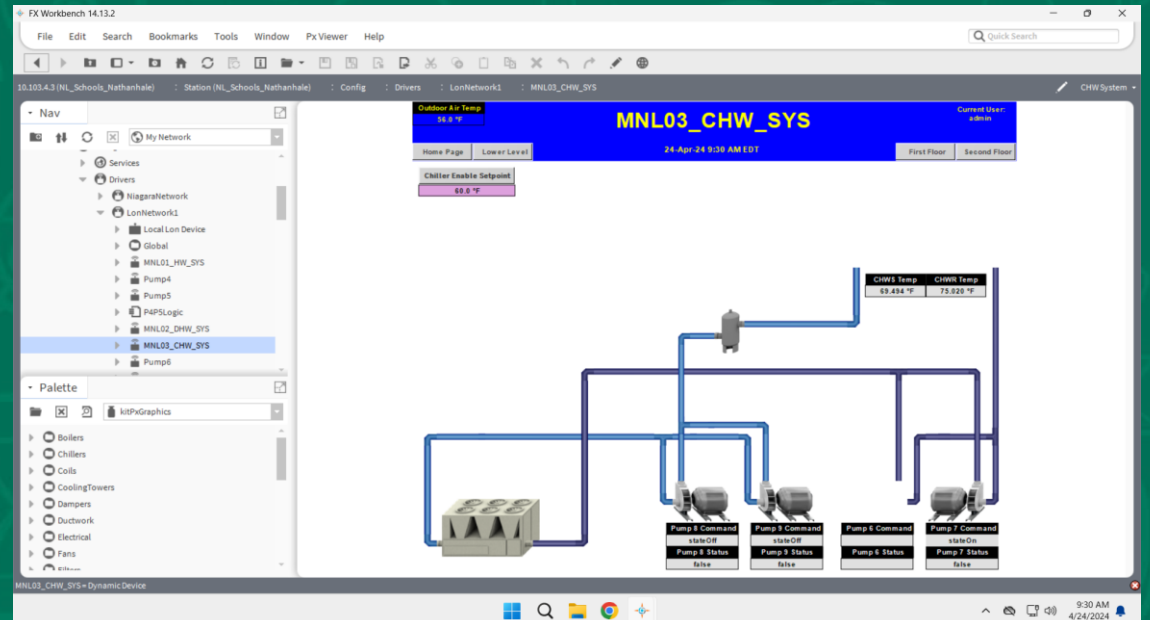 FX Workbench 14.13.2
File Edit Search Bookmarks Tools Window Px Viewer Help
Quick Search
10.103.4.3 (NL_Schools_Nathanhale) : Station (NL_Schools_Nathanhale) : Config : Drivers : LonNetwork1 : MNL03_CHW_SYS
CHWSystem
Nav
My Network
Services
Drivers
NiagaraNetwork
LonNetwork1
Local Lon Device
Global
MNL01_HW_SYS
Pump4
Pump5
P4P5Logic
MNL02_DHW_SYS
MNL03_CHW_SYS
Pump6
Palette
kitPxGraphics
Boilers
Chillers
Coils
CoolingTowers
Dampers
Ductwork
Electrical
Fans
Outdoor Air Temp
56.0 °F
MNL03_CHW_SYS
Current User:
admin
Home Page Lower Level
24-Apr-24 9:30 AM EDT
First Floor Second Floor
Chiller Enable Setpoint
60.0 °F
CHWS Temp CHWR Temp
69.494 °F 75.020 °F
Pump 8 Command Pump 9 Command Pump 6 Command Pump 7 Command
stateOff stateOff stateOn
Pump 8 Status Pump 9 Status Pump 6 Status Pump 7 Status
false false false
MNL03_CHW_SYS = Dynamic Device
9:30 AM
4/24/2024